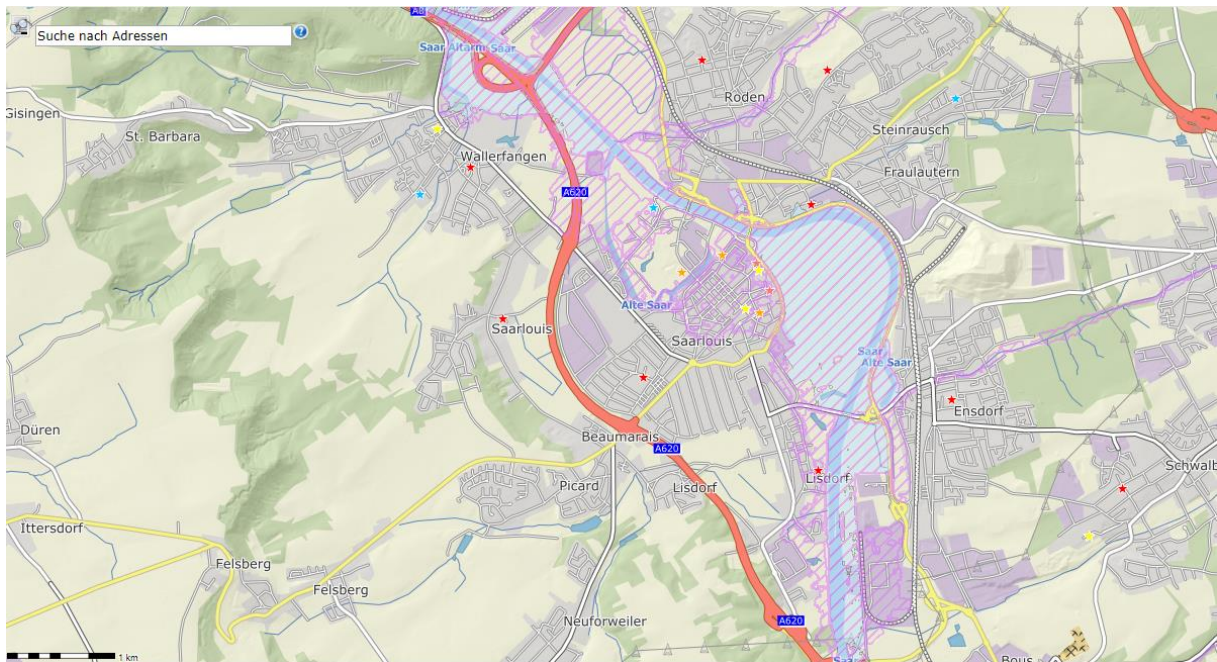 A8
Suche nach Adressen
Saar Altarm Saar
Roden
Gisingen
St. Barbara
Steinrausch
Wallerfangen
Fraulautern
A620
Alte Saar
Saarlouis
Saarlouis
Saar
Alte Saar
Ensdorf
Düren
Beaumarais
A620
Schwalb
Picard
Lisdorf
Lisdorf
Ittersdorf
Felsberg
Felsberg
Neuforweiler
A620
1 km
Saar
Bous